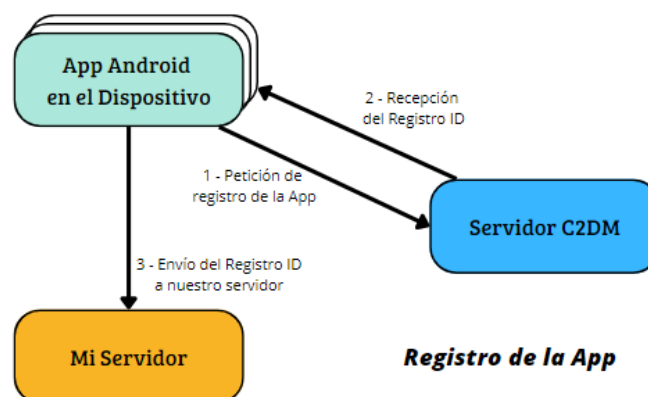 App Android
en el Dispositivo
2 - Recepción
del Registro ID
1 - Petición de
registro de la App
Servidor C2DM
3 - Envío del Registro ID
a nuestro servidor
Mi Servidor
Registro de la App